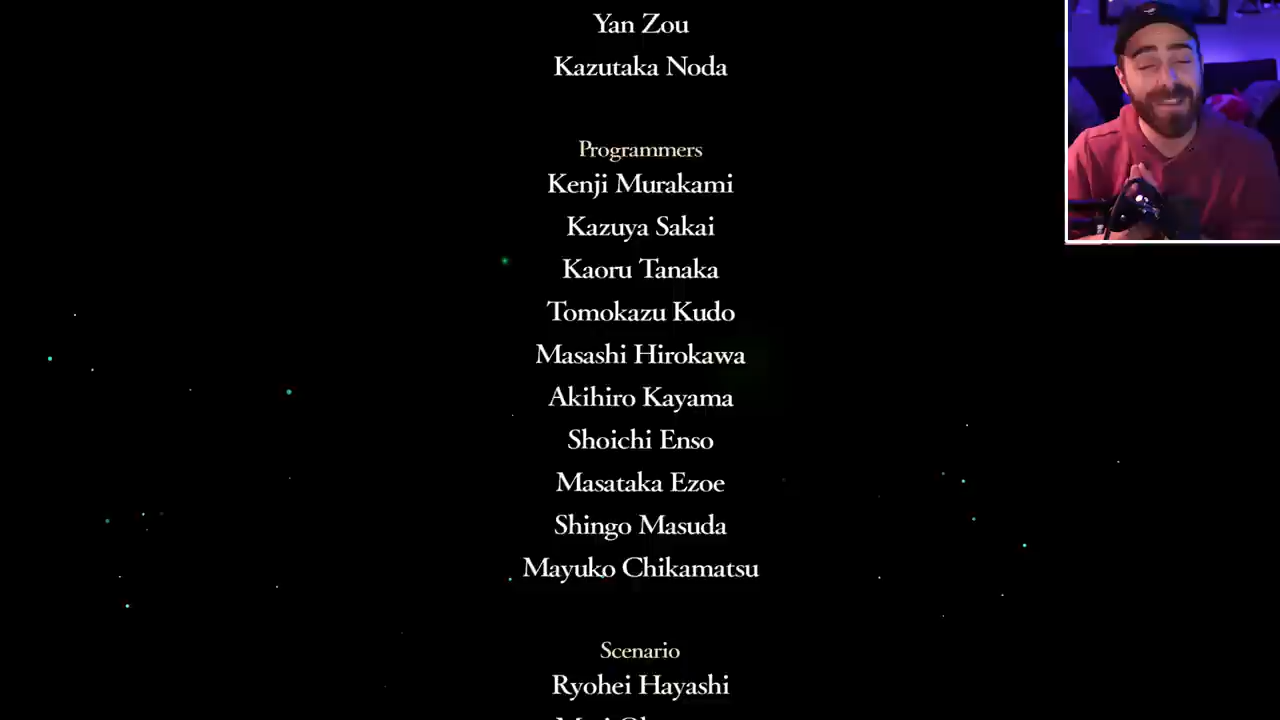 Yan Zou
Kazutaka Noda
Programmers
Kenji Murakami
Kazuya Sakai
Kaoru Tanaka
Tomokazu Kudo
Masashi Hirokawa
Akihiro Kayama
Shoichi Enso
Masataka Ezoe
Shingo Masuda
Mayuko Chikamatsu
Scenario
Ryohei Hayashi